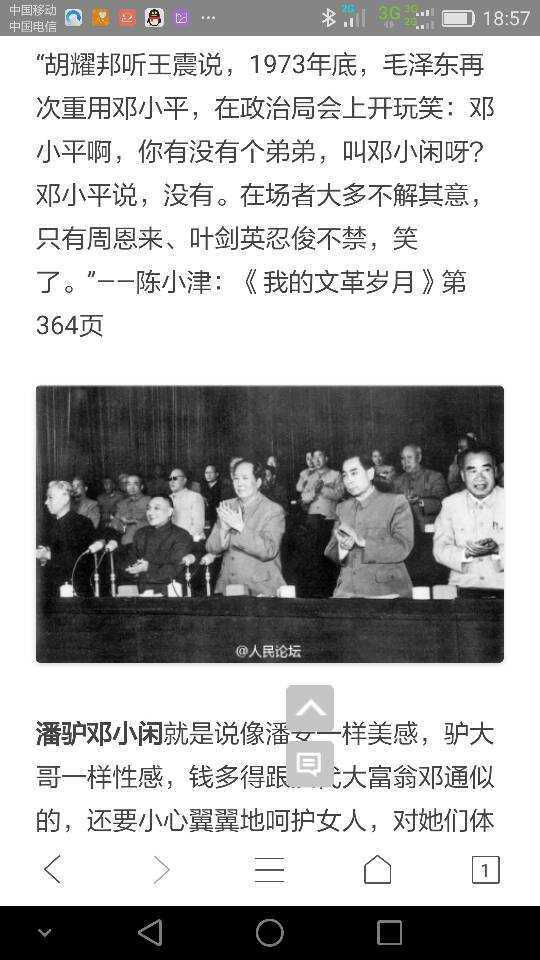 中国移动
中国电信
2G
3G
3G
2G
18:57
“胡耀邦听王震说，1973年底，毛泽东再
次重用邓小平，在政治局会上开玩笑：邓
小平啊，你有没有个弟弟，叫邓小闲呀？
邓小平说，没有。在场者大多不解其意，
只有周恩来、叶剑英忍俊不禁，笑
了。”——陈小津：《我的文革岁月》第
364页
@人民论坛
潘驴邓小闲就是说像潘安一样美感，驴大
哥一样性感，钱多得跟代大富翁邓通似
的，还要小心翼翼地呵护女人，对她们体
1